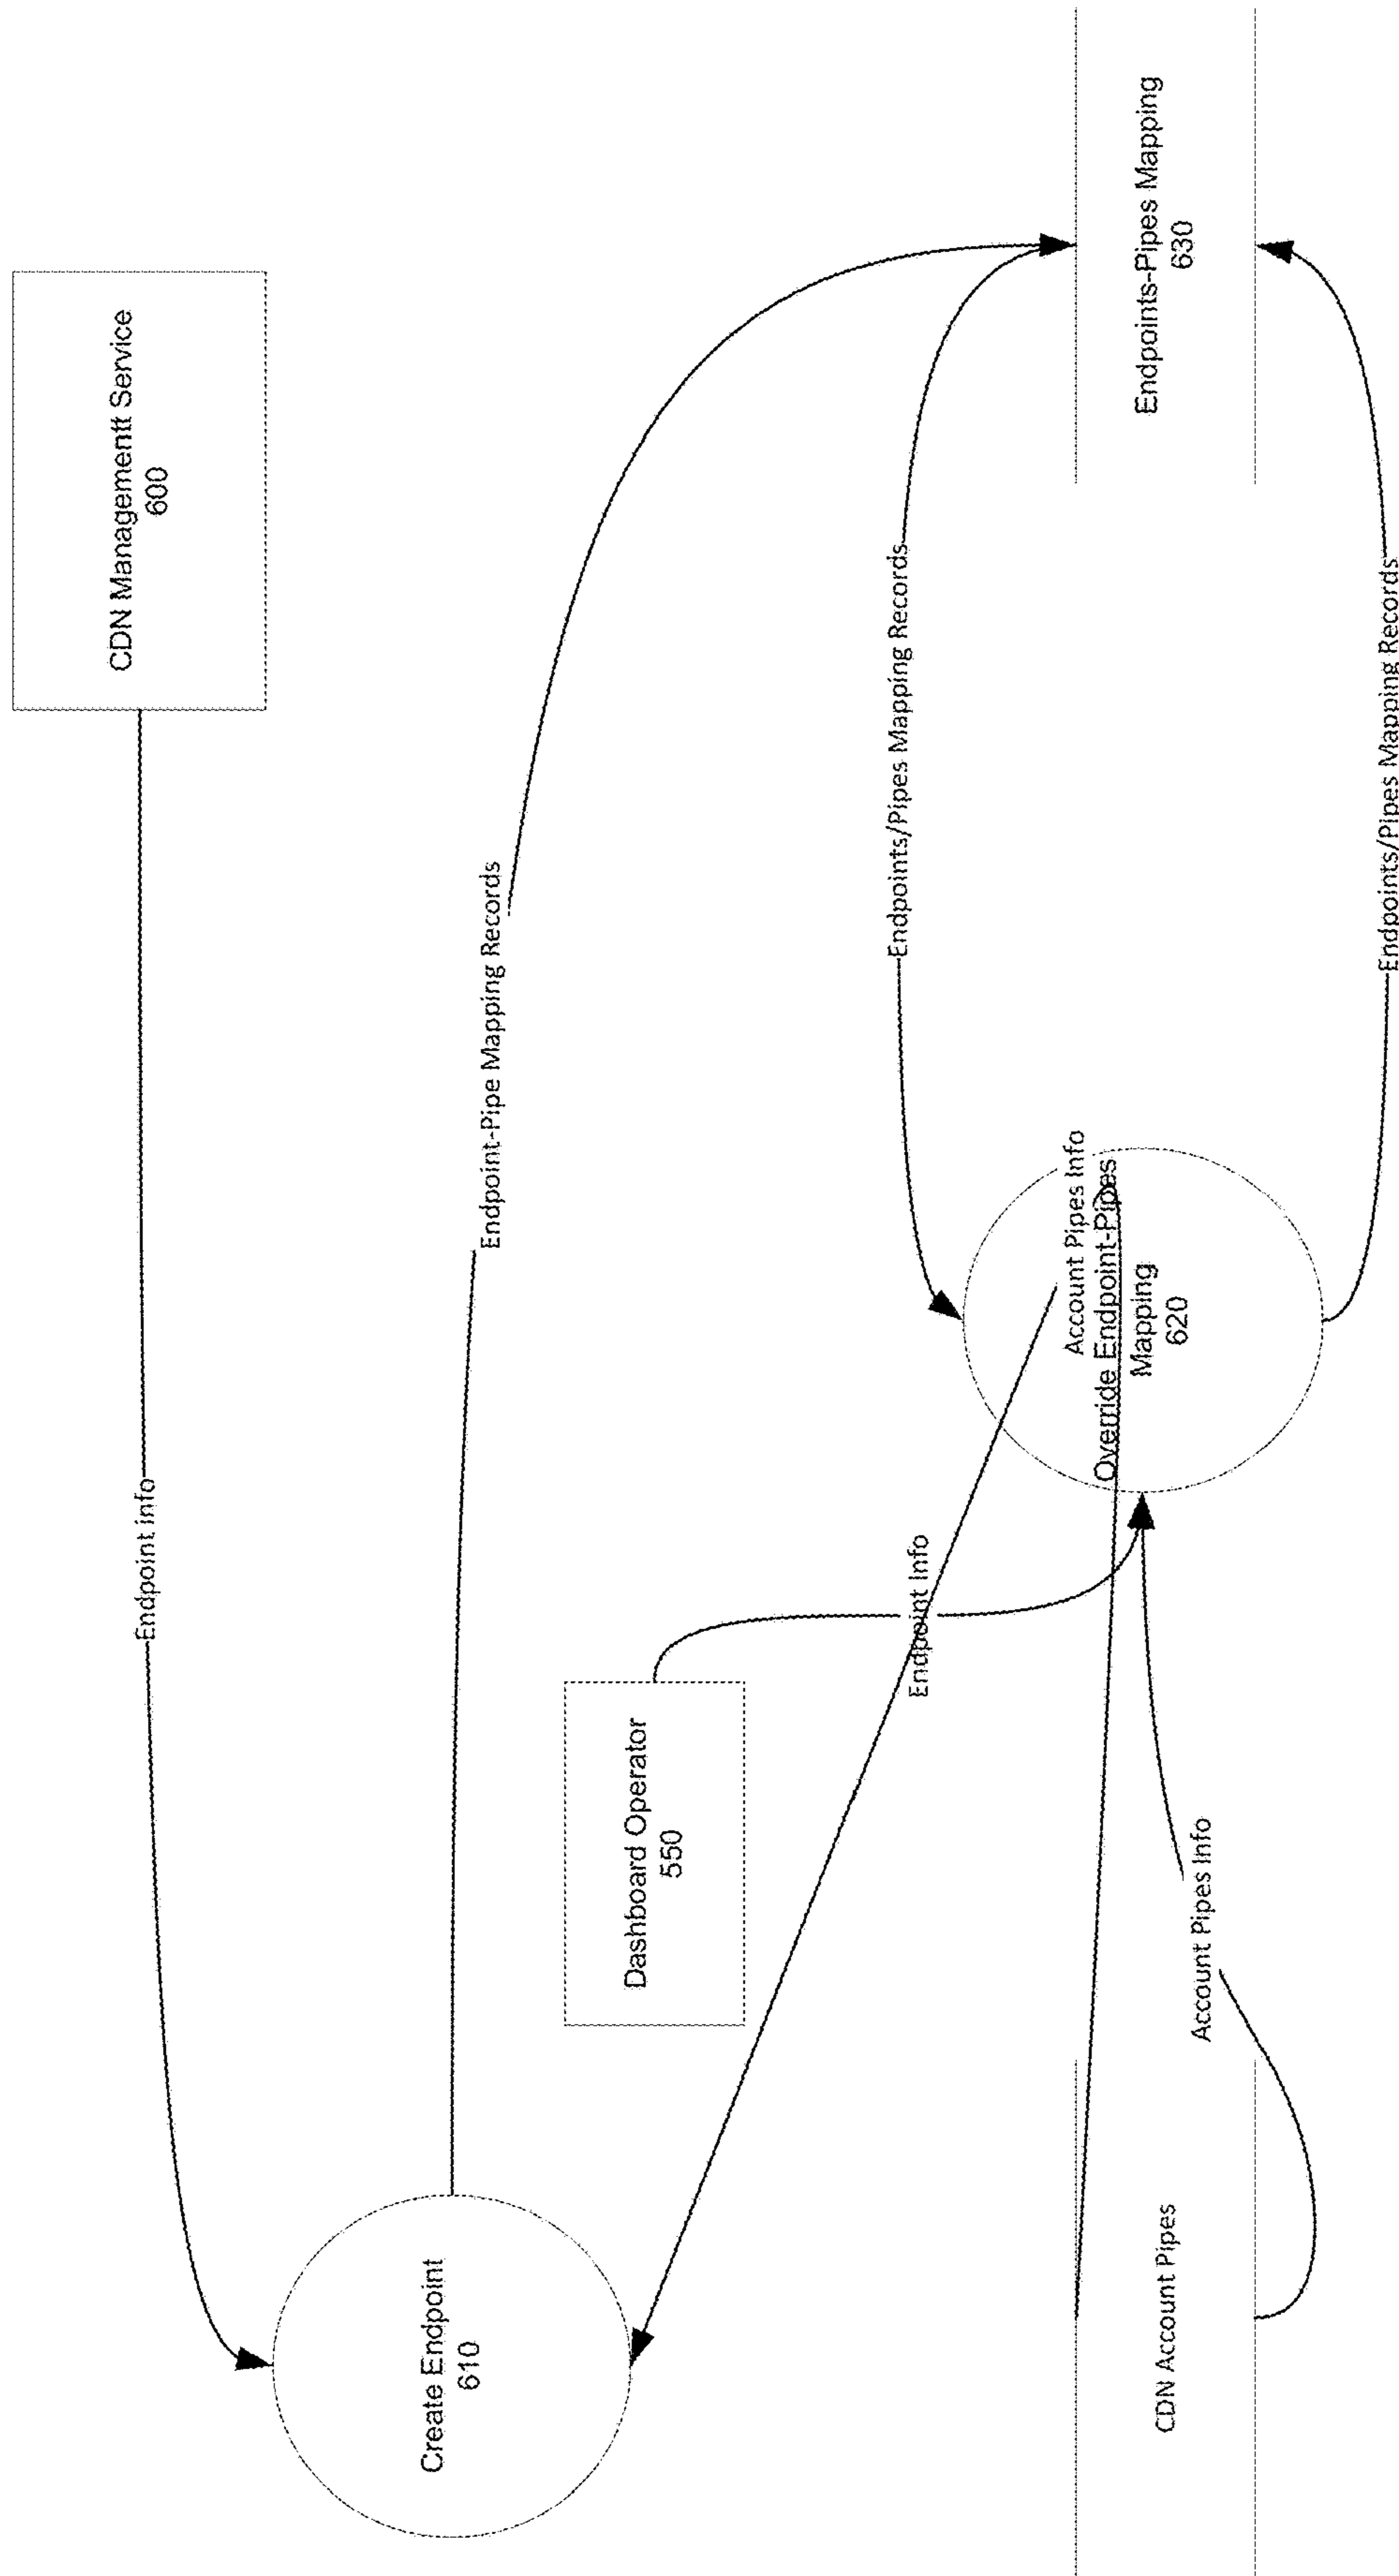 CDN Managementt Service
600
Endpoint info
Endpoint-Pipe Mapping Records
Create Endpoint
610
Dashboard Operator
550
Endpoint Info
Endpoints/Pipes Mapping Records
Endpoints-Pipes Mapping
630
Account Pipes Info
Override Endpoint-Pipes
Mapping
620
CDN Account Pipes
Account Pipes Info
Endpoints/Pipes Mapping Records